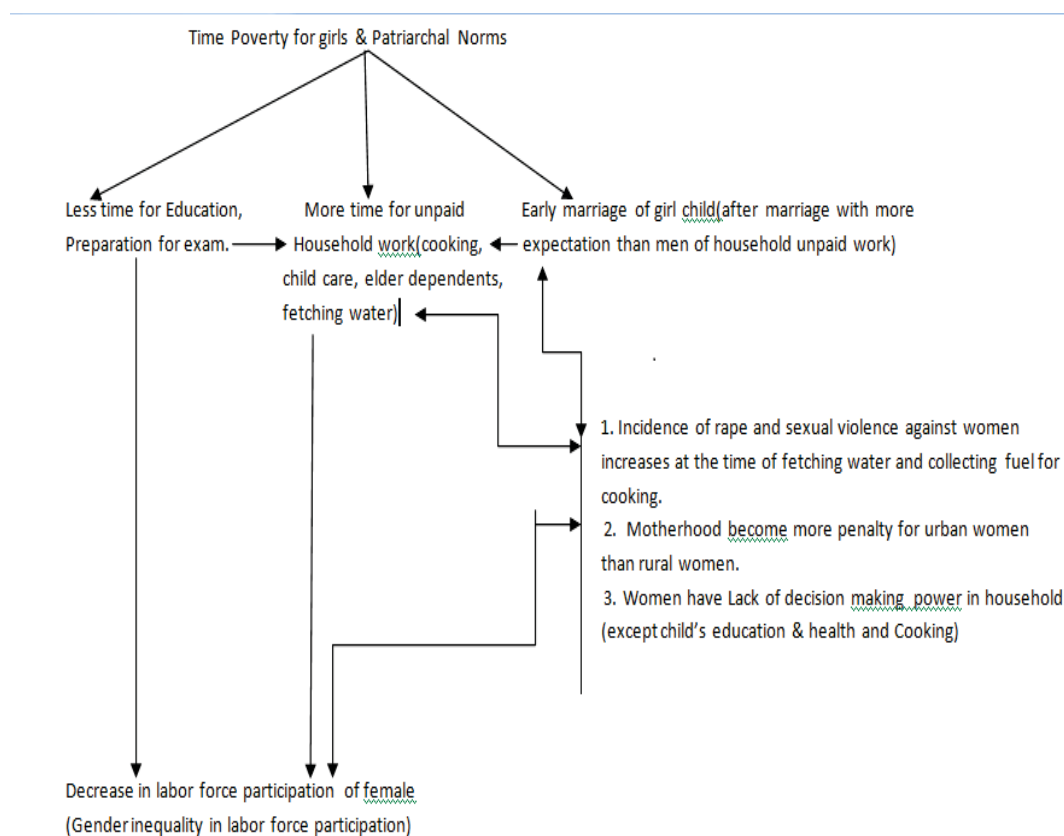 Time Poverty for girls & Patriarchal Norms
Less time for Education,
Preparation for exam.
More time for unpaid
Household work(cooking,
child care, elder dependents,
fetching water)
Early marriage of girl child(after marriage with more
expectation than men of household unpaid work)
1. Incidence of rape and sexual violence against women
increases at the time of fetching water and collecting fuel for
cooking.
2. Motherhood become more penalty for urban women
than rural women.
3. Women have Lack of decision making power in household
(except child's education & health and Cooking)
Decrease in labor force participation of female
(Gender inequality in labor force participation)